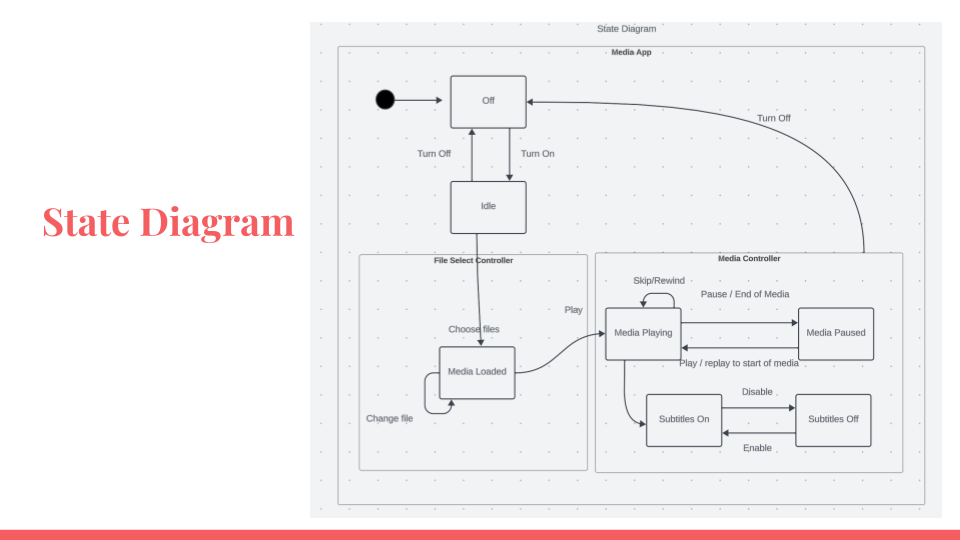 State Diagram
State Diagram
Media App
Off
Turn Off
Turn Off
Turn On
Idle
File Select Controller
Media Controller
Skip/Rewind
Pause / End of Media
Play
Choose files
Media Playing
Media Paused
Play / replay to start of media
Media Loaded
Change file
Disable
Subtitles On
Subtitles Off
Enable